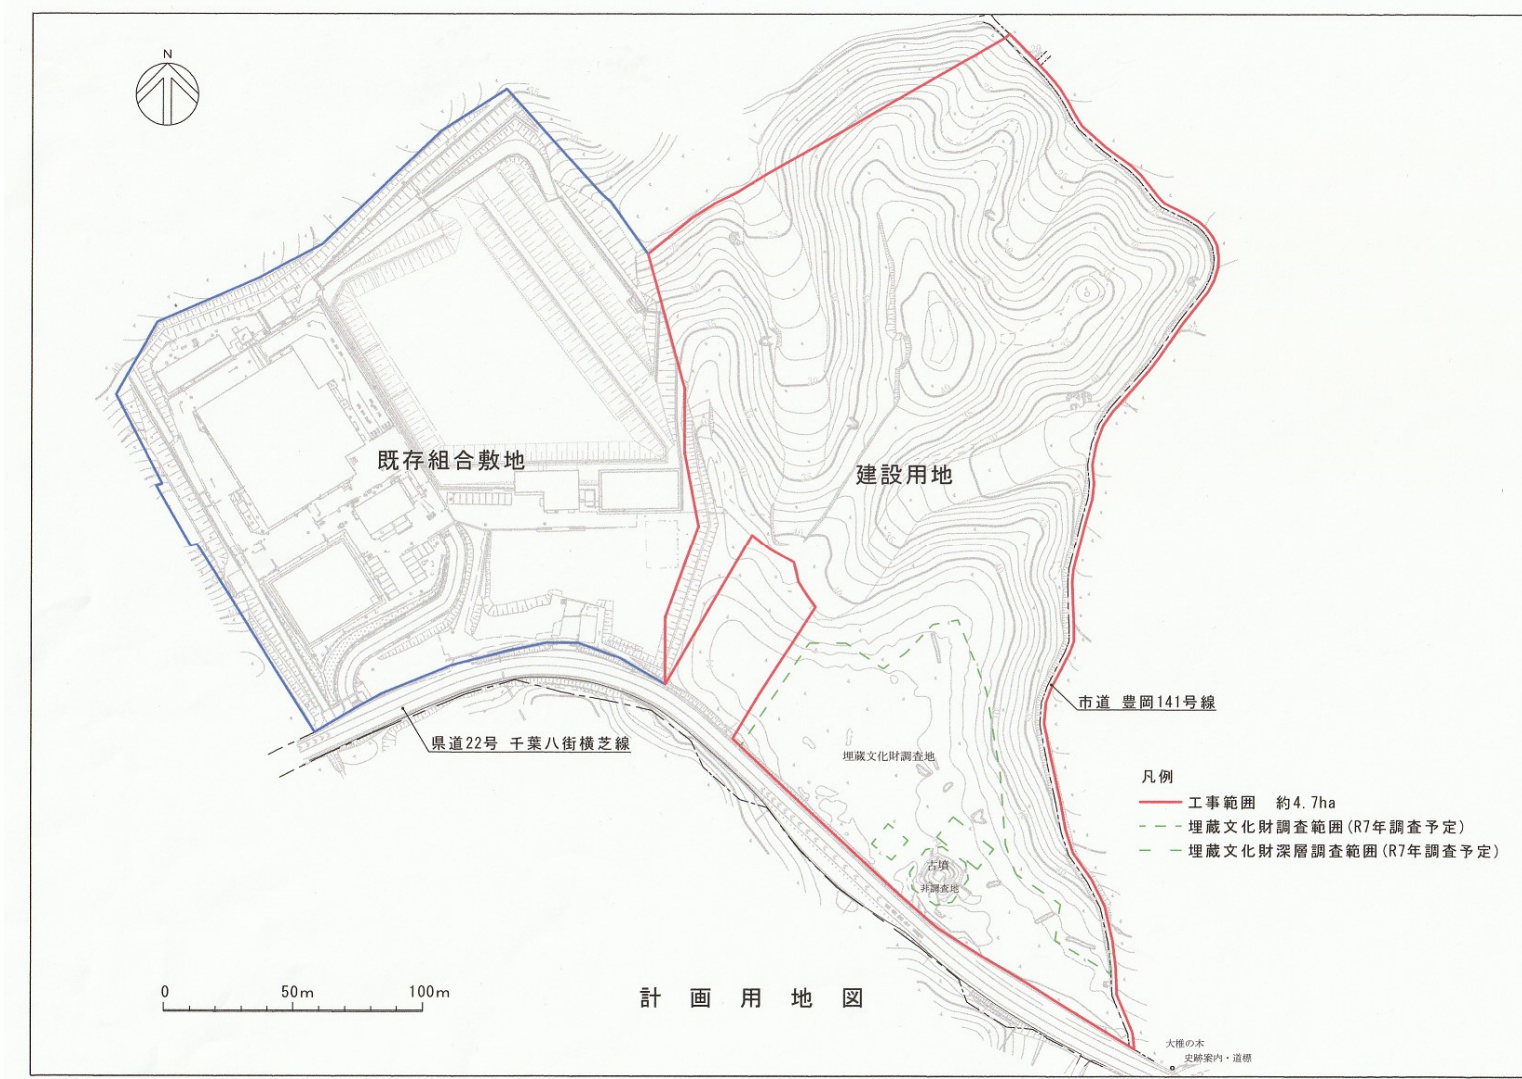 N
既存組合敷地
建設用地
市道 豊岡141号線
県道22号 千葉八街横芝線
埋蔵文化財調査地
凡例
工事範囲 約4.7ha
埋蔵文化財調査範囲(R7年調査予定)
埋蔵文化財深層調査範囲(R7年調査予定)
古墳
非調査地
0 50m 100m
計画用地図
大椎の木
史跡案内・道標